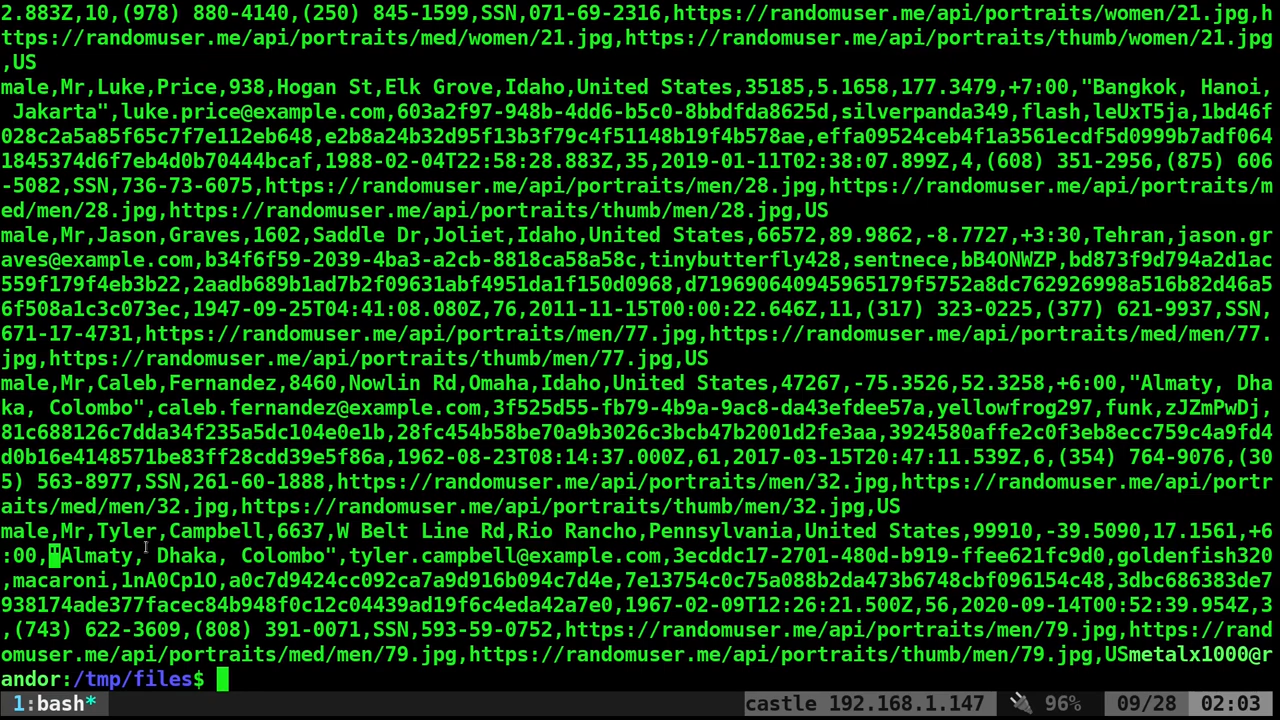 2.883Z,10,(978) 880-4140,(250) 845-1599,SSN,071-69-2316,https://randomuser.me/api/portraits/women/21.jpg,h
ttps://randomuser.me/api/portraits/med/women/21.jpg,https://randomuser.me/api/portraits/thumb/women/21.jpg
,US
male,Mr,Luke,Price,938,Hogan St,Elk Grove,Idaho,United States,35185,5.1658,177.3479,+7:00,"Bangkok, Hanoi,
 Jakarta",luke.price@example.com,603a2f97-948b-4dd6-b5c0-8bbdfda8625d,silverpanda349,flash,leUxT5ja,1bd46f
028c2a5a85f65c7f7e112eb648,e2b8a24b32d95f13b3f79c4f51148b19f4b578ae,effa09524ceb4f1a3561ecdf5d0999b7adf064
1845374d6f7eb4d0b70444bcaf,1988-02-04T22:58:28.883Z,35,2019-01-11T02:38:07.899Z,4,(608) 351-2956,(875) 606
-5082,SSN,736-73-6075,https://randomuser.me/api/portraits/men/28.jpg,https://randomuser.me/api/portraits/m
ed/men/28.jpg,https://randomuser.me/api/portraits/thumb/men/28.jpg,US
male,Mr,Jason,Graves,1602,Saddle Dr,Joliet,Idaho,United States,66572,89.9862,-8.7727,+3:30,Tehran,jason.gr
aves@example.com,b34f6f59-2039-4ba3-a2cb-8818ca58a58c,tinybutterfly428,sentnece,bB4ONWZP,bd873f9d794a2d1ac
559f179f4eb3b22,2aadb689b1ad7b2f09631abf4951da1f150d0968,d719690640945965179f5752a8dc762926998a516b82d46a5
6f508a1c3c073ec,1947-09-25T04:41:08.080Z,76,2011-11-15T00:00:22.646Z,11,(317) 323-0225,(377) 621-9937,SSN,
671-17-4731,https://randomuser.me/api/portraits/men/77.jpg,https://randomuser.me/api/portraits/med/men/77.
jpg,https://randomuser.me/api/portraits/thumb/men/77.jpg,US
male,Mr,Caleb,Fernandez,8460,Nowlin Rd,Omaha,Idaho,United States,47267,-75.3526,52.3258,+6:00,"Almaty, Dha
ka, Colombo",caleb.fernandez@example.com,3f525d55-fb79-4b9a-9ac8-da43efdee57a,yellowfrog297,funk,zJZmPwDj,
81c688126c7dda34f235a5dc104e0e1b,28fc454b58be70a9b3026c3bcb47b2001d2fe3aa,3924580affe2c0f3eb8ecc759c4a9fd4
d0b16e4148571be83ff28cdd39e5f86a,1962-08-23T08:14:37.000Z,61,2017-03-15T20:47:11.539Z,6,(354) 764-9076,(30
5) 563-8977,SSN,261-60-1888,https://randomuser.me/api/portraits/men/32.jpg,https://randomuser.me/api/portr
aits/med/men/32.jpg,https://randomuser.me/api/portraits/thumb/men/32.jpg,US
male,Mr,Tyler,Campbell,6637,W Belt Line Rd,Rio Rancho,Pennsylvania,United States,99910,-39.5090,17.1561,+6
:00,"Almaty, Dhaka, Colombo",tyler.campbell@example.com,3ecddc17-2701-480d-b919-ffee621fc9d0,goldenfish320
,macaroni,1nA0Cp1O,a0c7d9424cc092ca7a9d916b094c7d4e,7e13754c0c75a088b2da473b6748cbf096154c48,3dbc686383de7
938174ade377facec84b948f0c12c04439ad19f6c4eda42a7e0,1967-02-09T12:26:21.500Z,56,2020-09-14T00:52:39.954Z,3
,(743) 622-3609,(808) 391-0071,SSN,593-59-0752,https://randomuser.me/api/portraits/men/79.jpg,https://rand
omuser.me/api/portraits/med/men/79.jpg,https://randomuser.me/api/portraits/thumb/men/79.jpg,USmetalx1000@r
andor:/tmp/files$
1:bash* castle 192.168.1.147 96% 09/28 02:03